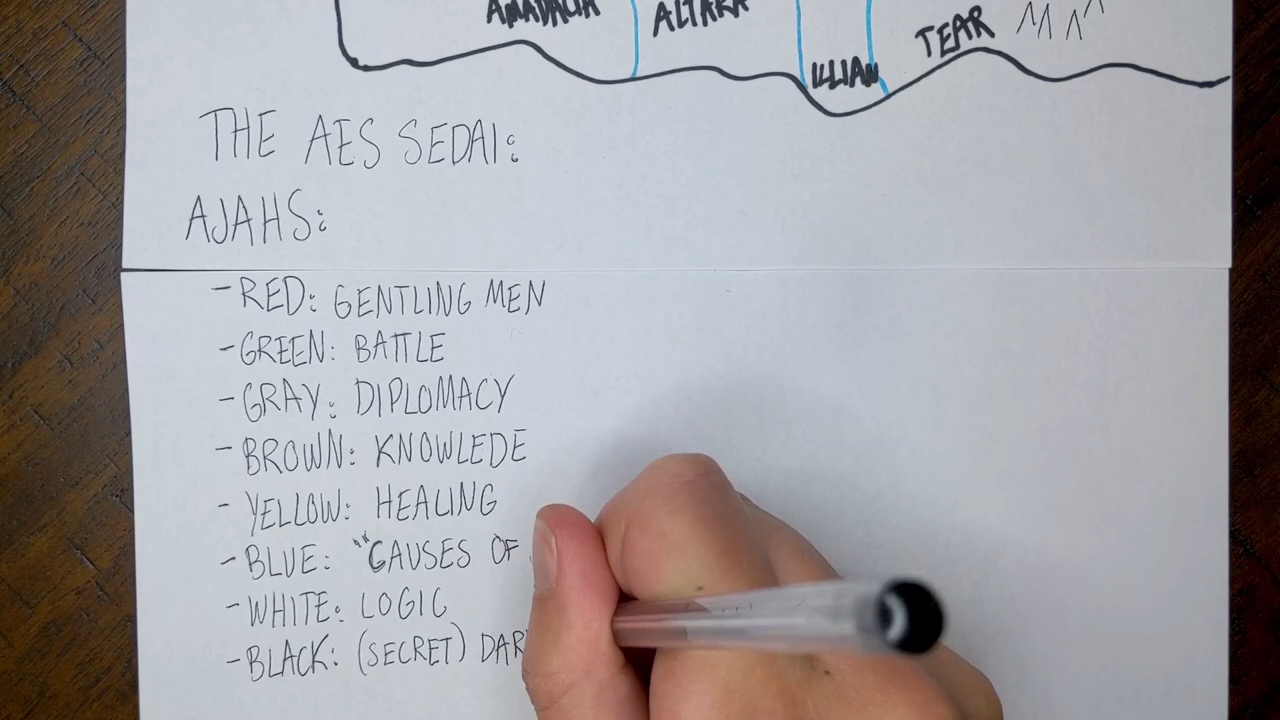 AMADACIA ALTARA
ILLIAN TEAR
THE AES SEDAI:
AJAHS:
- RED: GENTLING MEN
- GREEN: BATTLE
- GRAY: DIPLOMACY
- BROWN: KNOWLEDE
- YELLOW: HEALING
- BLUE: "CAUSES OF
- WHITE: LOGIC
- BLACK: (SECRET) DAR